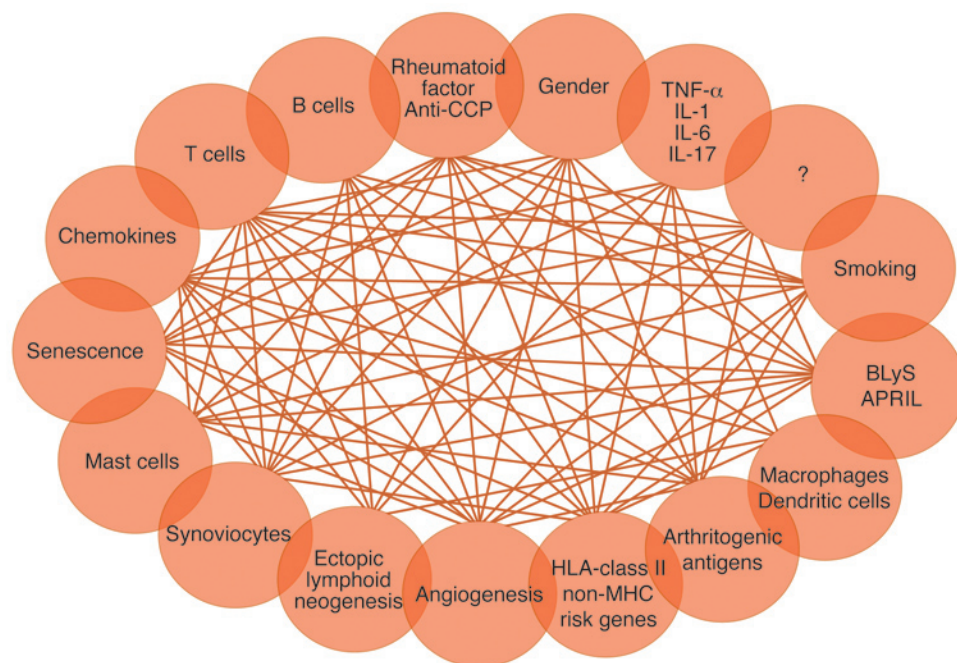 Rheumatoid
factor
Anti-CCP
Gender
TNF-α
IL-1
IL-6
IL-17
?
Smoking
BLyS
APRIL
Macrophages
Dendritic cells
Arthritogenic
antigens
HLA-class II
non-MHC
risk genes
Angiogenesis
Ectopic
lymphoid
neogenesis
Synoviocytes
Mast cells
Senescence
Chemokines
T cells
B cells